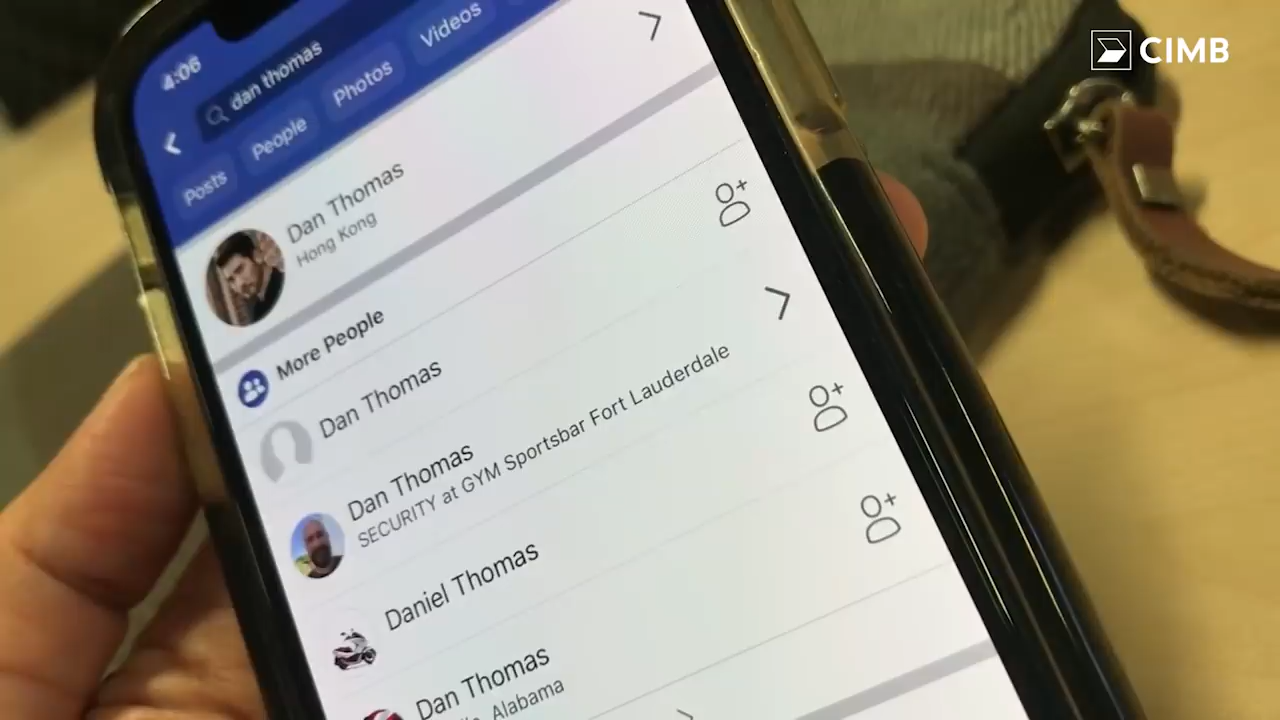 CIMB
4:06
dan thomas
Posts People Photos Videos
Dan Thomas
Hong Kong
More People
Dan Thomas
Dan Thomas
SECURITY at GYM Sportsbar Fort Lauderdale
Daniel Thomas
Dan Thomas
Alabama